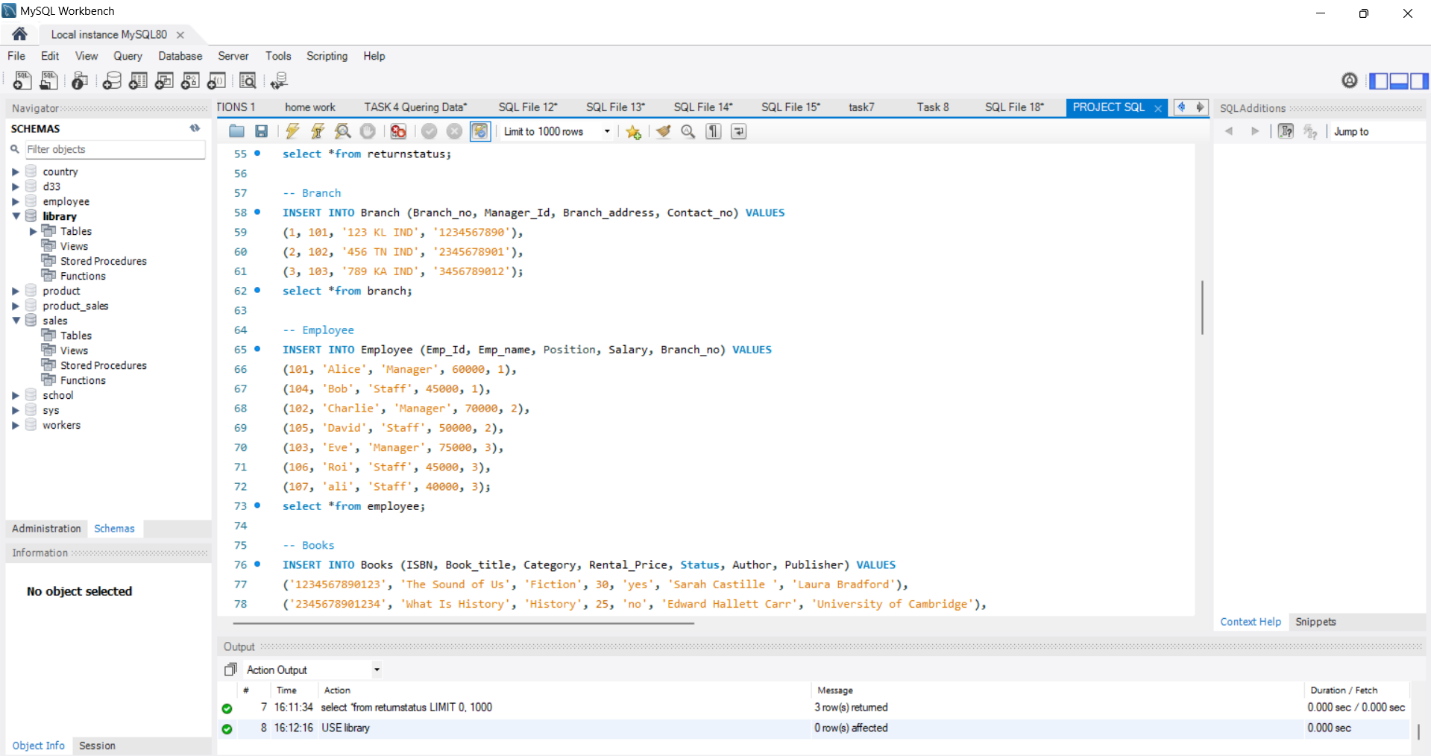 MySQL Workbench
Local instance MySQL80
File Edit View Query Database Server Tools Scripting Help
Navigator
SCHEMAS
Filter objects
country
d33
employee
library
Tables
Views
Stored Procedures
Functions
product
product_sales
sales
Tables
Views
Stored Procedures
Functions
school
sys
workers
Administration Schemas
Information
No object selected
Object Info Session
TIONS 1 home work TASK 4 Quering Data* SQL File 12* SQL File 13* SQL File 14* SQL File 15* task7 Task 8 SQL File 18* PROJECT SQL
Limit to 1000 rows
55 select *from returnstatus;
56
57 -- Branch
58 INSERT INTO Branch (Branch_no, Manager_Id, Branch_address, Contact_no) VALUES
59 (1, 101, '123 KL IND', '1234567890'),
60 (2, 102, '456 TN IND', '2345678901'),
61 (3, 103, '789 KA IND', '3456789012');
62 select *from branch;
63
64 -- Employee
65 INSERT INTO Employee (Emp_Id, Emp_name, Position, Salary, Branch_no) VALUES
66 (101, 'Alice', 'Manager', 60000, 1),
67 (104, 'Bob', 'Staff', 45000, 1),
68 (102, 'Charlie', 'Manager', 70000, 2),
69 (105, 'David', 'Staff', 50000, 2),
70 (103, 'Eve', 'Manager', 75000, 3),
71 (106, 'Roi', 'Staff', 45000, 3),
72 (107, 'ali', 'Staff', 40000, 3);
73 select *from employee;
74
75 -- Books
76 INSERT INTO Books (ISBN, Book_title, Category, Rental_Price, Status, Author, Publisher) VALUES
77 ('1234567890123', 'The Sound of Us', 'Fiction', 30, 'yes', 'Sarah Castille ', 'Laura Bradford'),
78 ('2345678901234', 'What Is History', 'History', 25, 'no', 'Edward Hallett Carr', 'University of Cambridge'),
SQLAdditions
Jump to
Context Help Snippets
Output
Action Output
# Time Action Message Duration / Fetch
7 16:11:34 select *from returnstatus LIMIT 0, 1000 3 row(s) returned 0.000 sec / 0.000 sec
8 16:12:16 USE library 0 row(s) affected 0.000 sec